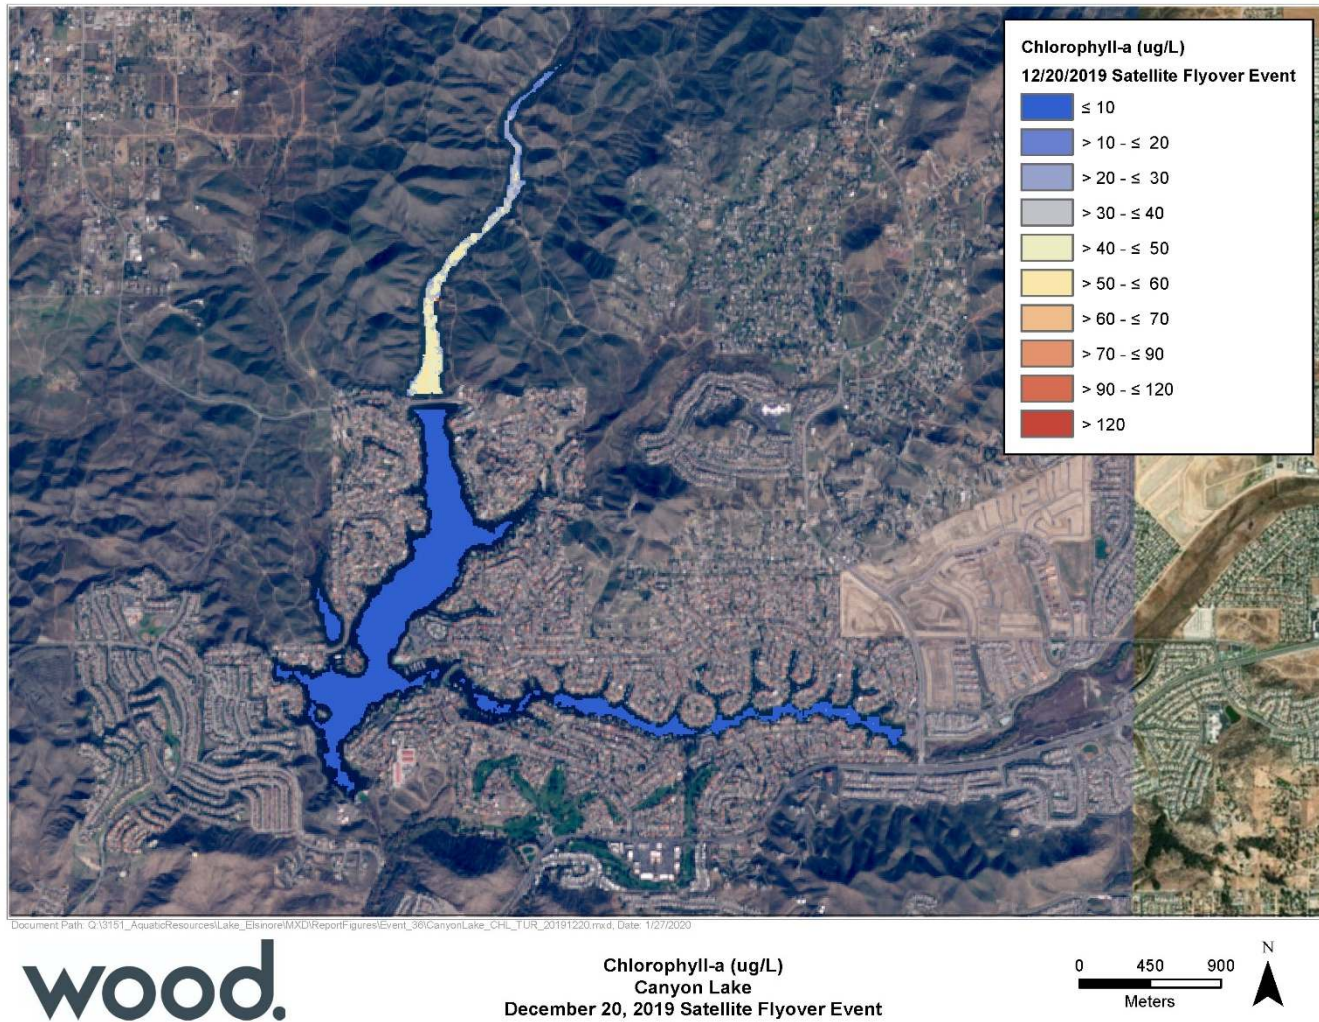 Chlorophyll-a (ug/L)
12/20/2019 Satellite Flyover Event
≤ 10
> 10 - ≤ 20
> 20 - ≤ 30
> 30 - ≤ 40
> 40 - ≤ 50
> 50 - ≤ 60
> 60 - ≤ 70
> 70 - ≤ 90
> 90 - ≤ 120
> 120
Document Path: Q:\3151_AquaticResources\Lake_Elsinore\MXD\ReportFigures\Event_36\CanyonLake_CHL_TUR_20191220.mxd, Date: 1/27/2020
wood.
Chlorophyll-a (ug/L)
Canyon Lake
December 20, 2019 Satellite Flyover Event
0 450 900
Meters
N